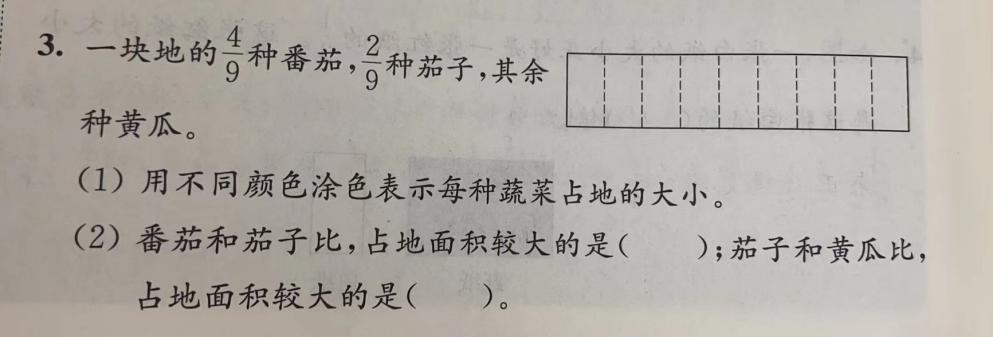 3. 一块地的4/9种番茄,2/9种茄子,其余
种黄瓜。
(1) 用不同颜色涂色表示每种蔬菜占地的大小。
(2) 番茄和茄子比,占地面积较大的是(    );茄子和黄瓜比,
占地面积较大的是(    )。